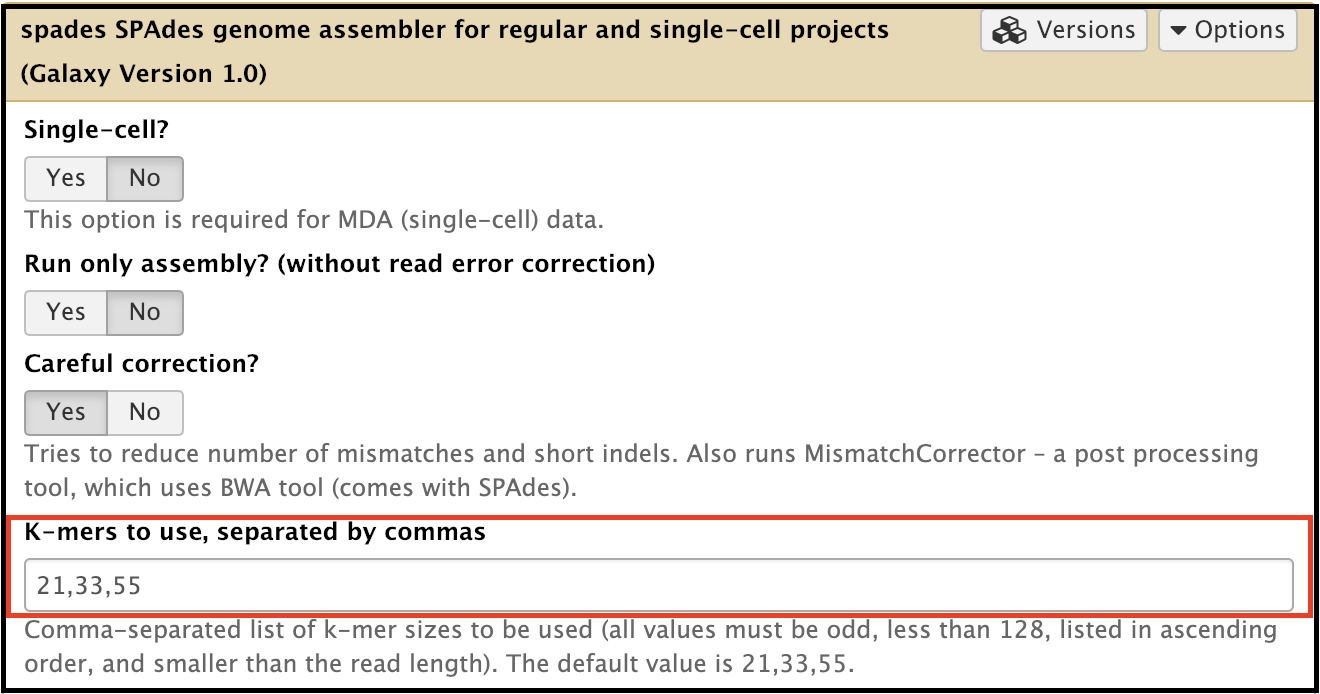 spades SPAdes genome assembler for regular and single-cell projects
(Galaxy Version 1.0)
Versions
Options
Single-cell?
Yes No
This option is required for MDA (single-cell) data.
Run only assembly? (without read error correction)
Yes No
Careful correction?
Yes No
Tries to reduce number of mismatches and short indels. Also runs MismatchCorrector – a post processing
tool, which uses BWA tool (comes with SPAdes).
K-mers to use, separated by commas
21,33,55
Comma-separated list of k-mer sizes to be used (all values must be odd, less than 128, listed in ascending
order, and smaller than the read length). The default value is 21,33,55.